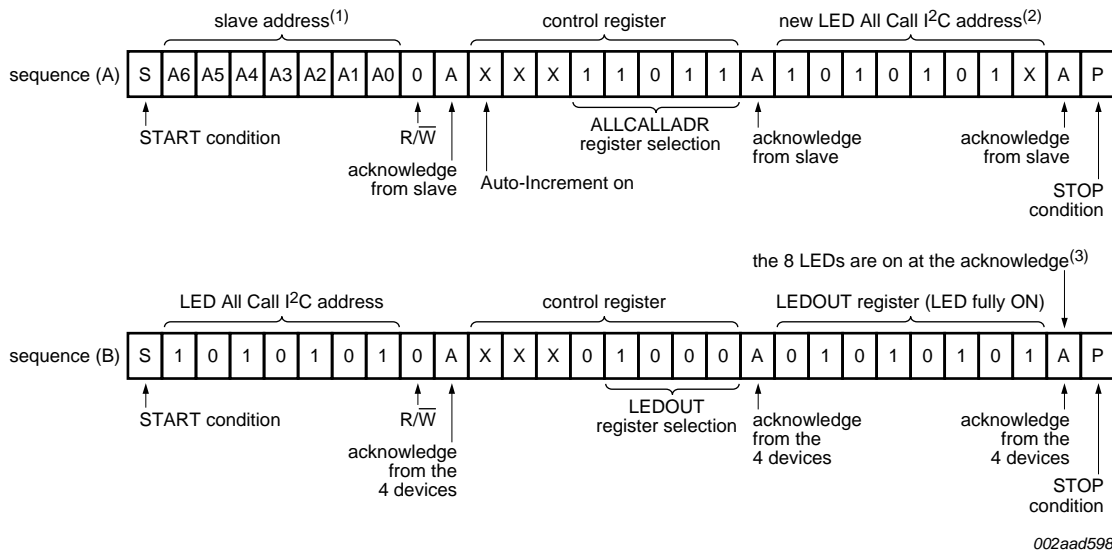 slave address(1) control register new LED All Call I2C address(2)
sequence (A) S A6 A5 A4 A3 A2 A1 A0 0 A X X X 1 1 0 1 1 A 1 0 1 0 1 0 1 X A P
START condition
R/W
acknowledge
from slave
Auto-Increment on
ALLCALLADR
register selection
acknowledge
from slave
acknowledge
from slave
STOP
condition
the 8 LEDs are on at the acknowledge(3)
LED All Call I2C address control register LEDOUT register (LED fully ON)
sequence (B) S 1 0 1 0 1 0 1 0 A X X X 0 1 0 0 0 A 0 1 0 1 0 1 0 1 A P
START condition
R/W
acknowledge
from the
4 devices
LEDOUT
register selection
acknowledge
from the
4 devices
acknowledge
from the
4 devices
STOP
condition
002aad598